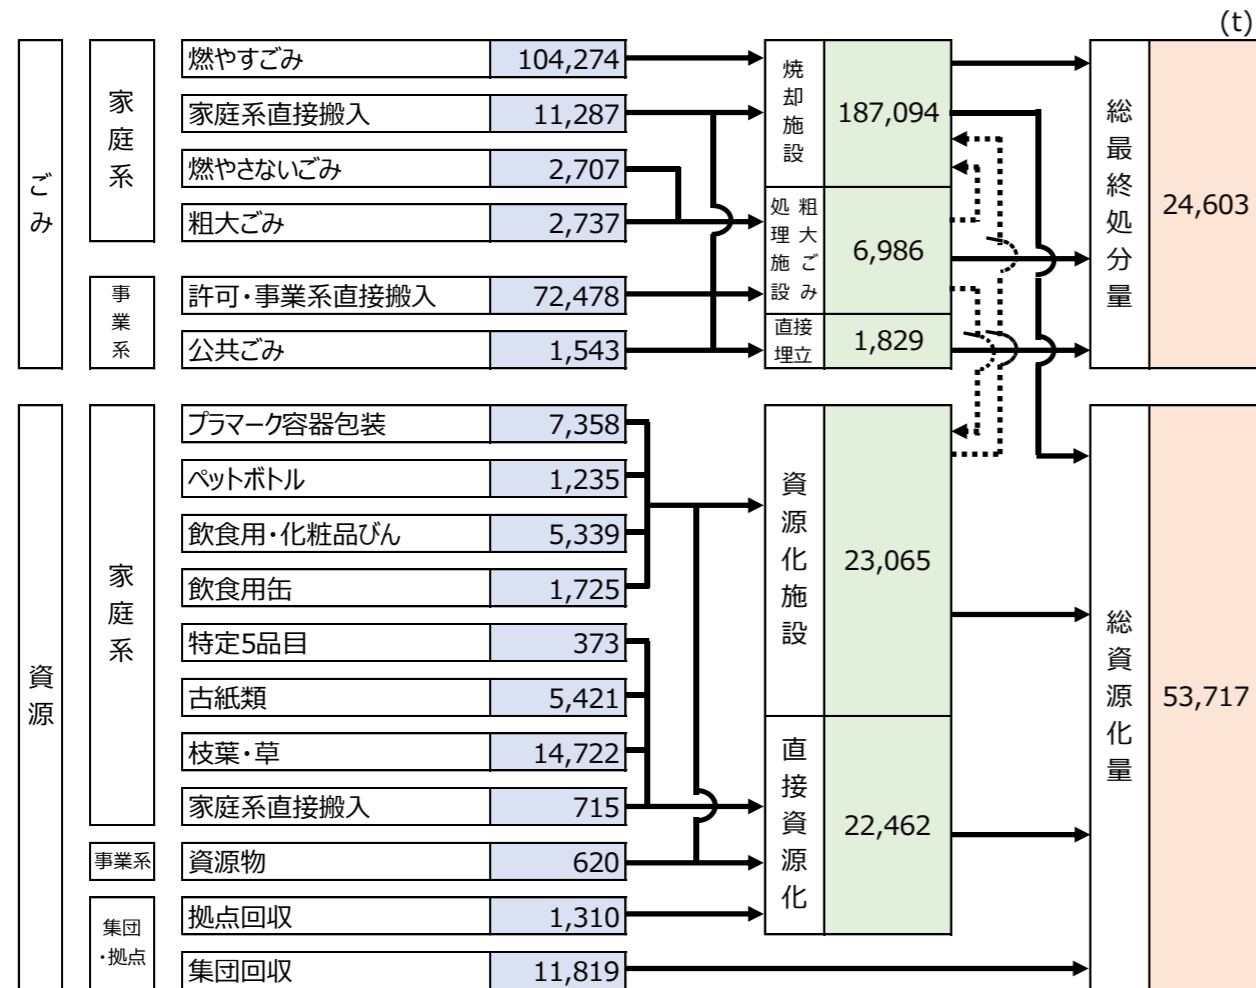 (t)
ごみ
家庭系
燃やすごみ 104,274
家庭系直接搬入 11,287
燃やさないごみ 2,707
粗大ごみ 2,737
事業系
許可・事業系直接搬入 72,478
公共ごみ 1,543
焼却施設 187,094
粗大ごみ処理施設 6,986
直接埋立 1,829
総最終処分量 24,603
資源
家庭系
プラマーク容器包装 7,358
ペットボトル 1,235
飲食用・化粧品びん 5,339
飲食用缶 1,725
特定5品目 373
古紙類 5,421
枝葉・草 14,722
家庭系直接搬入 715
事業系
資源物 620
集団・拠点
拠点回収 1,310
集団回収 11,819
資源化施設 23,065
直接資源化 22,462
総資源化量 53,717